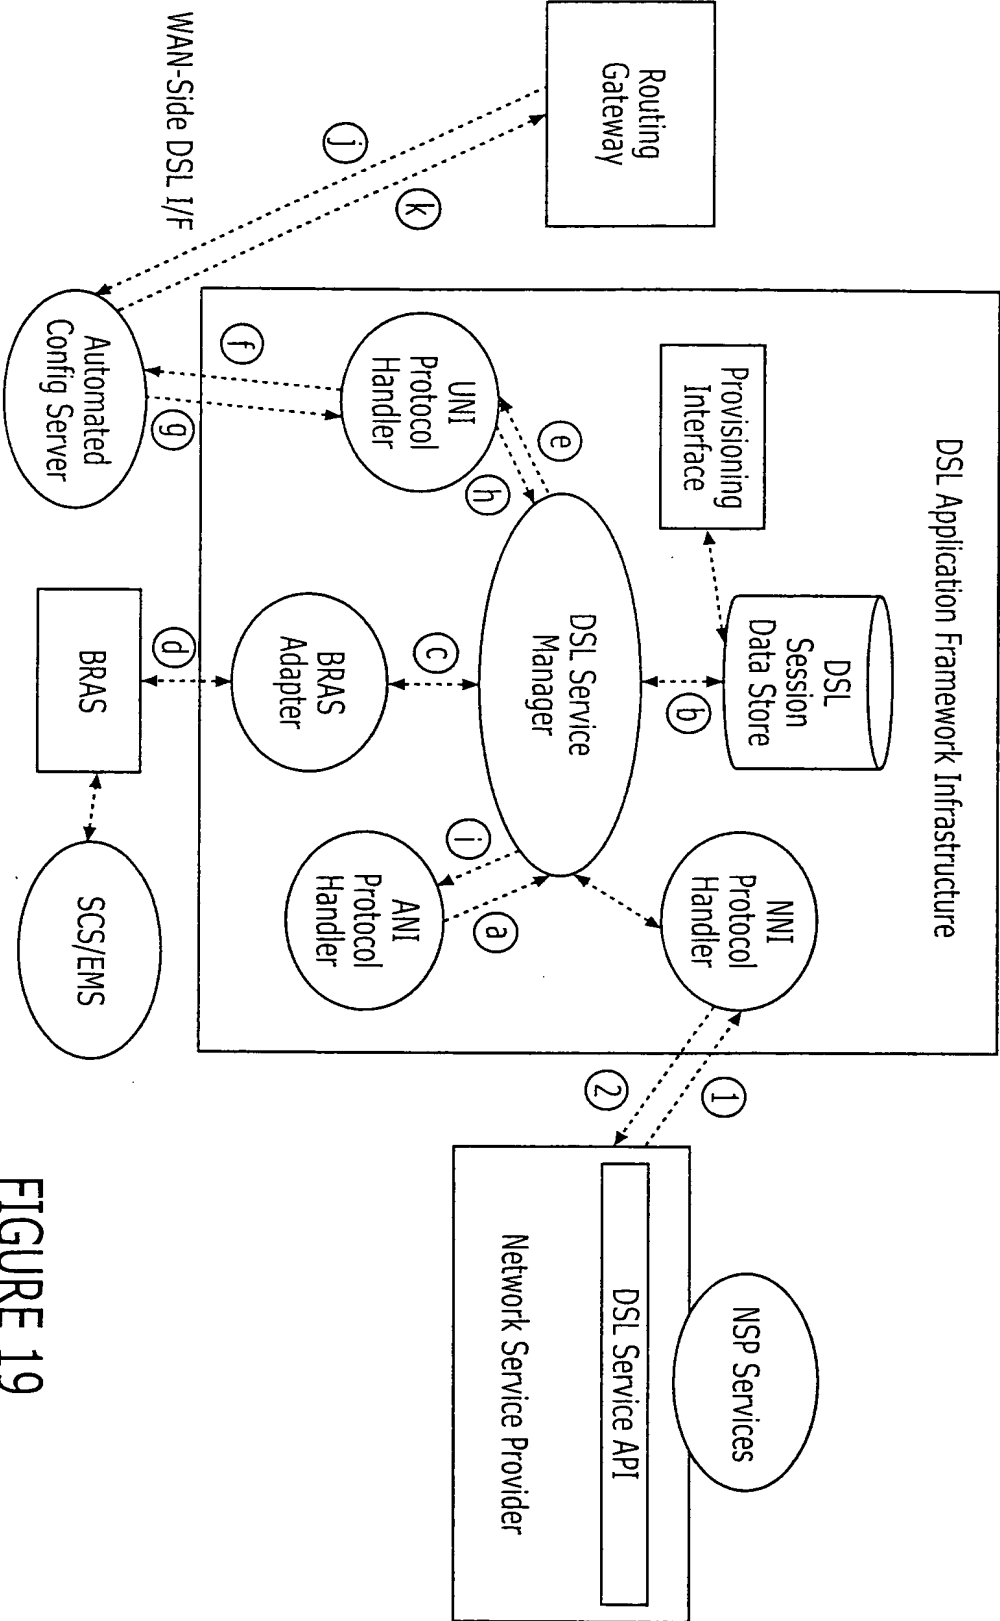 DSL Application Framework Infrastructure
Routing
Gateway
Provisioning
Interface
DSL
Session
Data Store
NNI
Protocol
Handler
NSP Services
1
2
DSL Service API
Network Service Provider
b
j
k
e
h
DSL Service
Manager
UNI
Protocol
Handler
c
i
a
f
g
BRAS
Adapter
ANI
Protocol
Handler
d
WAN-Side DSL I/F
Automated
Config Server
BRAS
SCS/EMS
FIGURE 19